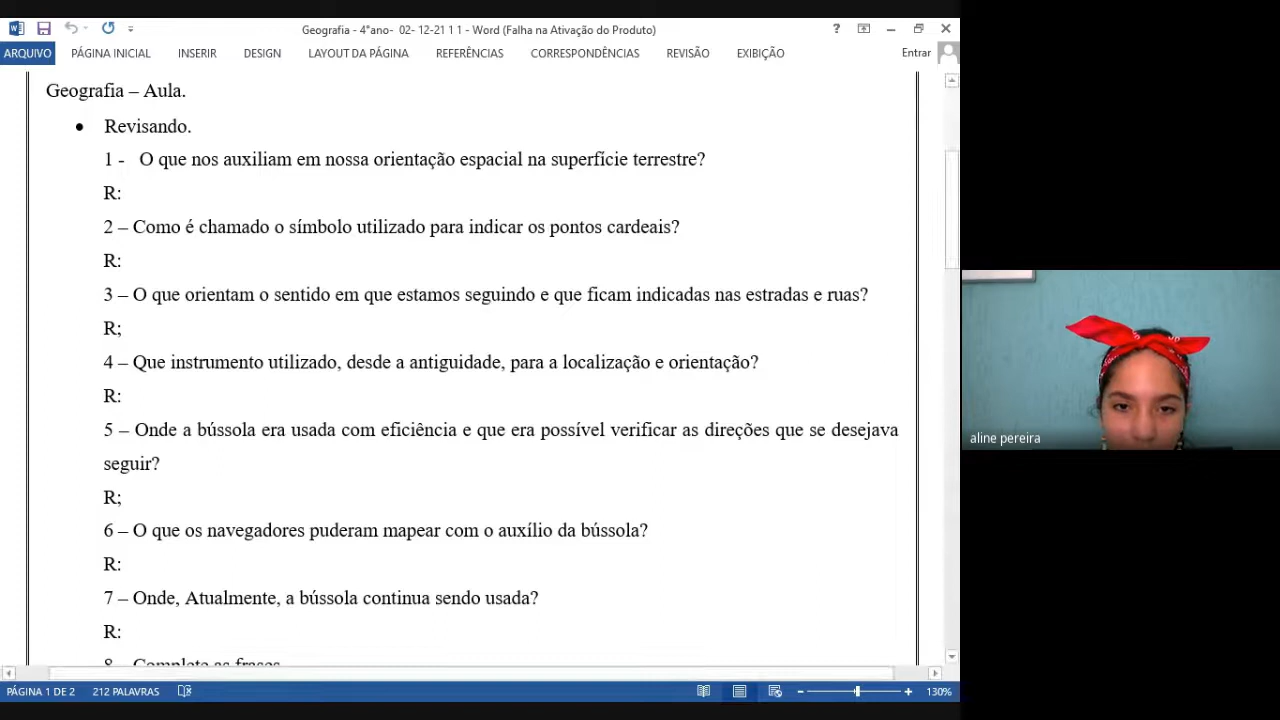 Geografia - 4°ano-  02- 12-21 1 1 - Word (Falha na Ativação do Produto)
?
ARQUIVO PÁGINA INICIAL INSERIR DESIGN LAYOUT DA PÁGINA REFERÊNCIAS CORRESPONDÊNCIAS REVISÃO EXIBIÇÃO Entrar
Geografia – Aula.
• Revisando.
1 - O que nos auxiliam em nossa orientação espacial na superfície terrestre?
R:
2 – Como é chamado o símbolo utilizado para indicar os pontos cardeais?
R:
3 – O que orientam o sentido em que estamos seguindo e que ficam indicadas nas estradas e ruas?
R;
4 – Que instrumento utilizado, desde a antiguidade, para a localização e orientação?
R:
5 – Onde a bússola era usada com eficiência e que era possível verificar as direções que se desejava
seguir?
R;
6 – O que os navegadores puderam mapear com o auxílio da bússola?
R:
7 – Onde, Atualmente, a bússola continua sendo usada?
R:
8 – Complete as frases
aline pereira
PÁGINA 1 DE 2 212 PALAVRAS 130%